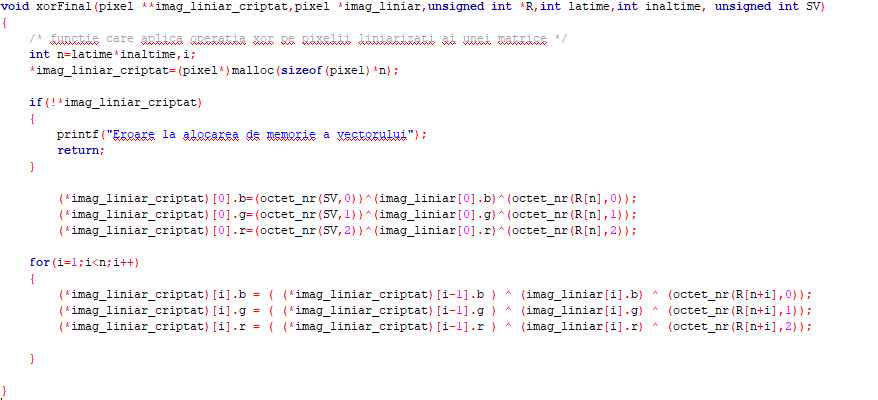 void xorFinal(pixel **imag_liniar_criptat,pixel *imag_liniar,unsigned int *R,int latime,int inaltime, unsigned int SV)
{
/* functie care aplica operatia xor pe pixelii liniarizati ai unei matrice */
int n=latime*inaltime,i;
*imag_liniar_criptat=(pixel*)malloc(sizeof(pixel)*n);
if(!*imag_liniar_criptat)
{
printf("Eroare la alocarea de memorie a vectorului");
return;
}
(*imag_liniar_criptat)[0].b=(octet_nr(SV,0))^(imag_liniar[0].b)^(octet_nr(R[n],0));
(*imag_liniar_criptat)[0].g=(octet_nr(SV,1))^(imag_liniar[0].g)^(octet_nr(R[n],1));
(*imag_liniar_criptat)[0].r=(octet_nr(SV,2))^(imag_liniar[0].r)^(octet_nr(R[n],2));
for(i=1;i<n;i++)
{
(*imag_liniar_criptat)[i].b = ( (*imag_liniar_criptat)[i-1].b ) ^ (imag_liniar[i].b) ^ (octet_nr(R[n+i],0));
(*imag_liniar_criptat)[i].g = ( (*imag_liniar_criptat)[i-1].g ) ^ (imag_liniar[i].g) ^ (octet_nr(R[n+i],1));
(*imag_liniar_criptat)[i].r = ( (*imag_liniar_criptat)[i-1].r ) ^ (imag_liniar[i].r) ^ (octet_nr(R[n+i],2));
}
}